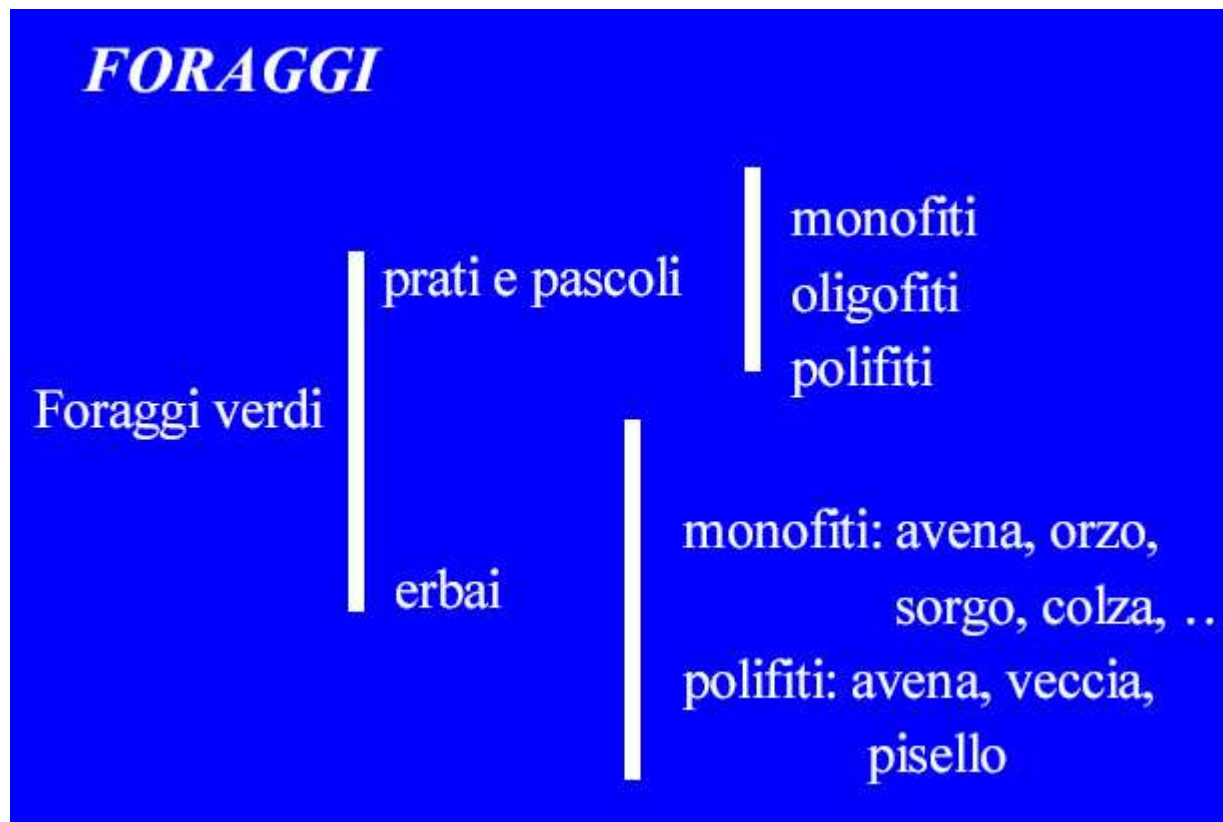 FORAGGI
monofiti
prati e pascoli
oligofiti
polifiti
Foraggi verdi
monofiti: avena, orzo,
erbai
sorgo, colza, ..
polifiti: avena, veccia,
pisello